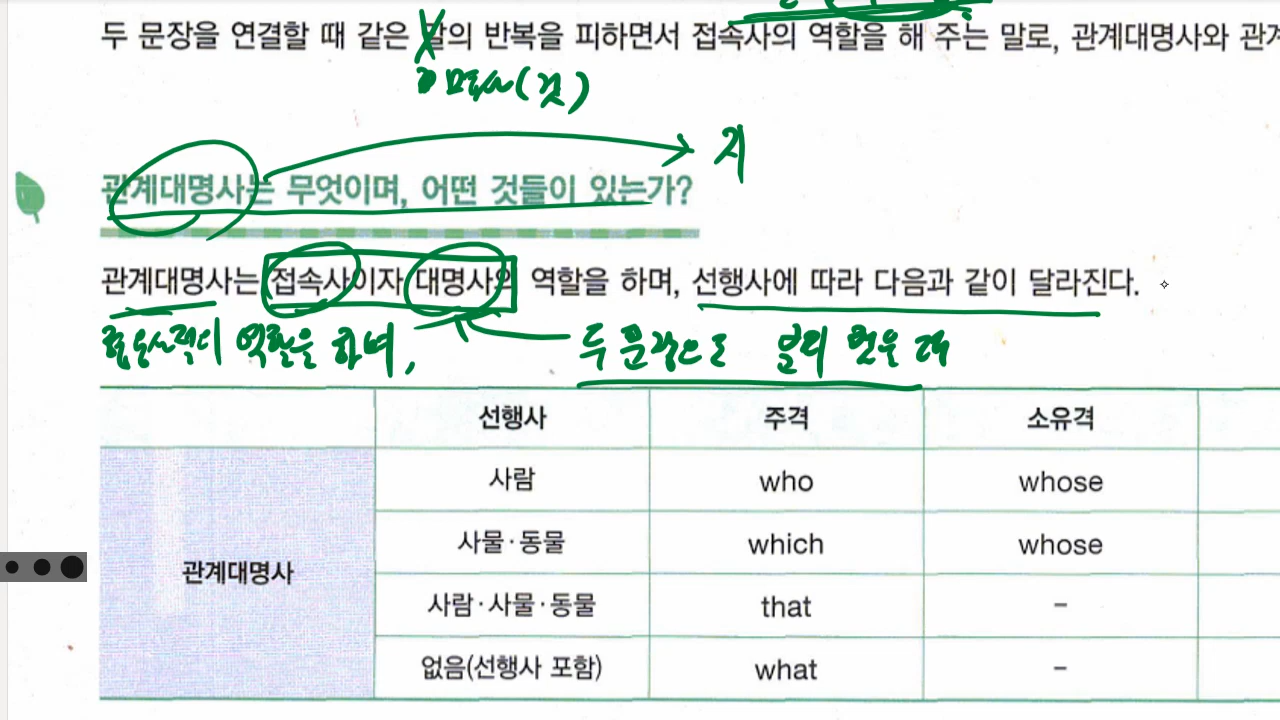 두 문장을 연결할 때 같은 말의 반복을 피하면서 접속사의 역할을 해 주는 말로, 관계대명사와 관계
명사(것)
관계대명사는 무엇이며, 어떤 것들이 있는가?
관계대명사는 접속사이자 대명사의 역할을 하며, 선행사에 따라 다음과 같이 달라진다.
역할을 하며, 두 문장으로 분리
선행사 주격 소유격
사람 who whose
사물·동물 which whose
관계대명사
사람·사물·동물 that –
없음(선행사 포함) what –